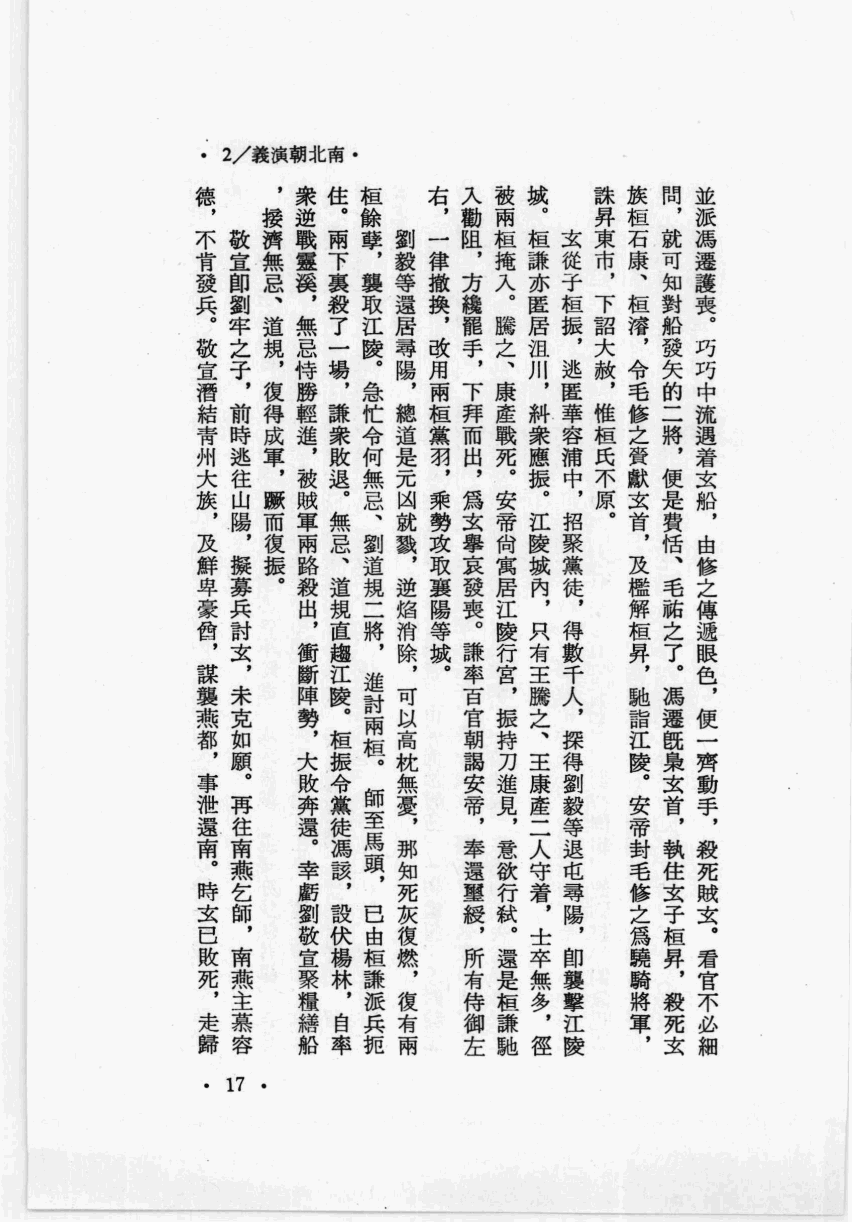 ·南北朝演義／2·
並派馮遷護喪。巧巧中流遇着玄船，由修之傳遞眼色，便一齊動手，殺死賊玄。看官不必細
問，就可知對船發矢的二將，便是費恬、毛祐之了。馮遷旣梟玄首，執住玄子桓昇，殺死玄
族桓石康、桓濬，令毛修之賫獻玄首，及檻解桓昇，馳詣江陵。安帝封毛修之爲驍騎將軍，
誅昇東市，下詔大赦，惟桓氏不原。
玄從子桓振，逃匿華容浦中，招聚黨徒，得數千人，探得劉毅等退屯尋陽，卽襲擊江陵
城。桓謙亦匿居沮川，糾衆應振。江陵城內，只有王騰之、王康產二人守着，士卒無多，徑
被兩桓掩入。騰之、康產戰死。安帝尙寓居江陵行宮，振持刀進見，意欲行弒。還是桓謙馳
入勸阻，方纔罷手，下拜而出，爲玄擧哀發喪。謙率百官朝謁安帝，奉還璽綬，所有侍御左
右，一律撤換，改用兩桓黨羽，乘勢攻取襄陽等城。
劉毅等還居尋陽，總道是元凶就戮，逆焰消除，可以高枕無憂，那知死灰復燃，復有兩
桓餘孽，襲取江陵。急忙令何無忌、劉道規二將，進討兩桓。師至馬頭，已由桓謙派兵扼
住。兩下裏殺了一場，謙衆敗退。無忌、道規直趨江陵。桓振令黨徒馮該，設伏楊林，自率
衆逆戰靈溪，無忌恃勝輕進，被賊軍兩路殺出，衝斷陣勢，大敗奔還。幸虧劉敬宣聚糧繕船
，接濟無忌、道規，復得成軍，蹶而復振。
敬宣卽劉牢之子，前時逃往山陽，擬募兵討玄，未克如願。再往南燕乞師，南燕主慕容
德，不肯發兵。敬宣潛結靑州大族，及鮮卑豪酋，謀襲燕都，事泄還南。時玄已敗死，走歸
· 17 ·